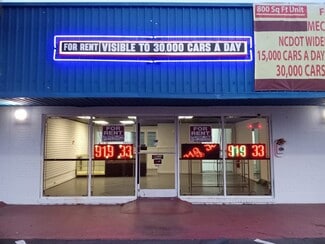 FOR RENT VISIBLE TO 30,000 CARS A DAY
800 Sq Ft Unit
MEC
NCDOT WIDE
15,000 CARS A DAY
30,000 CARS
FOR
RENT
FOR
RENT
919 33
919 33